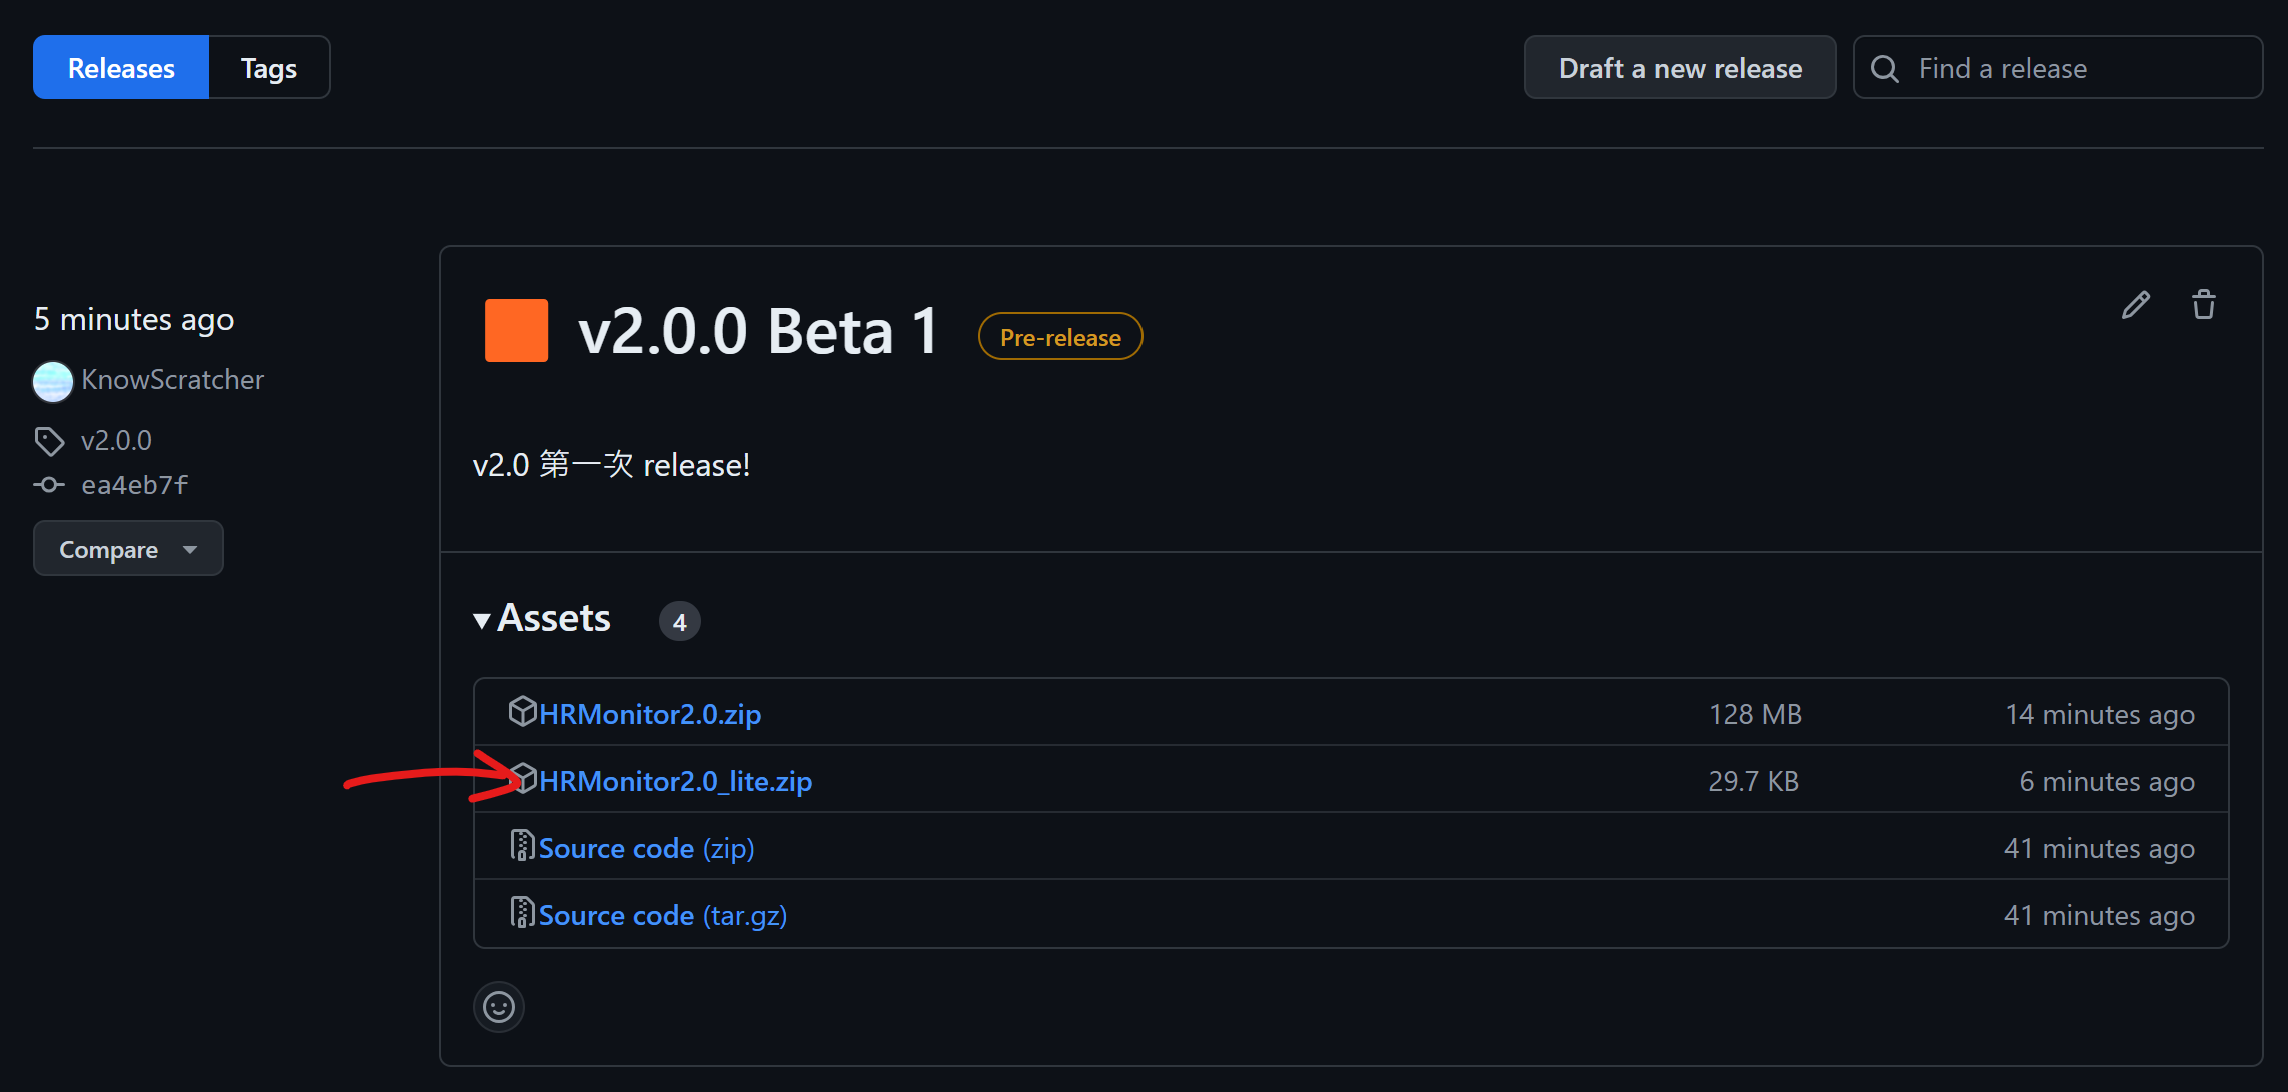 Releases
Tags
Draft a new release
Find a release
5 minutes ago
KnowScratcher
v2.0.0
ea4eb7f
Compare
v2.0.0 Beta 1
Pre-release
v2.0 第一次 release!
Assets
4
HRMonitor2.0.zip
128 MB
14 minutes ago
HRMonitor2.0_lite.zip
29.7 KB
6 minutes ago
Source code (zip)
41 minutes ago
Source code (tar.gz)
41 minutes ago